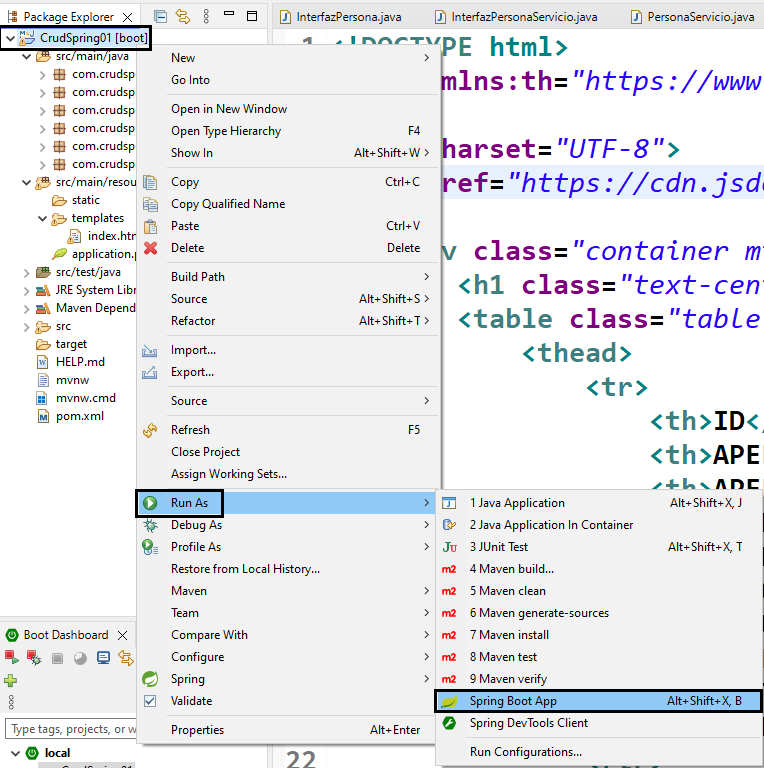 Package Explorer
InterfazPersona.java
InterfazPersonaServicio.java
PersonaServicio.java
CrudSpring01 [boot]
src/main/java
com.crudsp
com.crudsp
com.crudsp
com.crudsp
com.crudsp
com.crudsp
src/main/resou
static
templates
index.htn
application.p
src/test/java
JRE System Libr
Maven Depend
src
target
HELP.md
mvnw
mvnw.cmd
pom.xml
1 <!DOCTYPE html>
mlns:th="https://www
harset="UTF-8">
ref="https://cdn.jsde
v class="container mt
<h1 class="text-cent
<table class="table
<thead>
<tr>
<th>ID</
<th>APE
<th>APE
22
New
Go Into
Open in New Window
Open Type Hierarchy F4
Show In Alt+Shift+W
Copy Ctrl+C
Copy Qualified Name
Paste Ctrl+V
Delete Delete
Build Path
Source Alt+Shift+S
Refactor Alt+Shift+T
Import...
Export...
Source
Refresh F5
Close Project
Assign Working Sets...
Run As
Debug As
Profile As
Restore from Local History...
Maven
Team
Compare With
Configure
Spring
Validate
Properties Alt+Enter
1 Java Application Alt+Shift+X, J
2 Java Application In Container
3 JUnit Test Alt+Shift+X, T
4 Maven build...
5 Maven clean
6 Maven generate-sources
7 Maven install
8 Maven test
9 Maven verify
Spring Boot App Alt+Shift+X, B
Spring DevTools Client
Run Configurations...
Boot Dashboard
Type tags, projects, or w
local